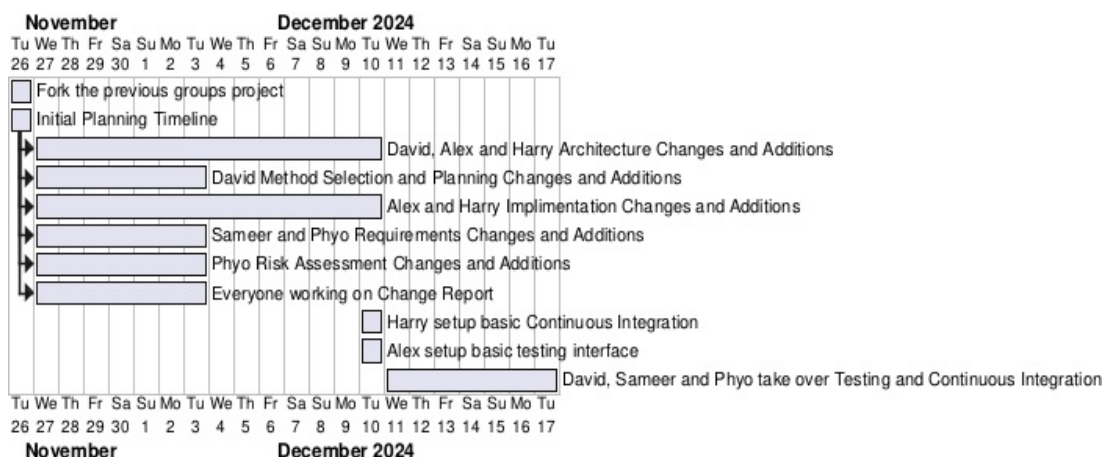 November December 2024
Tu We Th Fr Sa Su Mo Tu We Th Fr Sa Su Mo Tu We Th Fr Sa Su Mo Tu
26 27 28 29 30 1 2 3 4 5 6 7 8 9 10 11 12 13 14 15 16 17
Fork the previous groups project
Initial Planning Timeline
David, Alex and Harry Architecture Changes and Additions
David Method Selection and Planning Changes and Additions
Alex and Harry Implimentation Changes and Additions
Sameer and Phyo Requirements Changes and Additions
Phyo Risk Assessment Changes and Additions
Everyone working on Change Report
Harry setup basic Continuous Integration
Alex setup basic testing interface
David, Sameer and Phyo take over Testing and Continuous Integration
Tu We Th Fr Sa Su Mo Tu We Th Fr Sa Su Mo Tu We Th Fr Sa Su Mo Tu
26 27 28 29 30 1 2 3 4 5 6 7 8 9 10 11 12 13 14 15 16 17
November December 2024